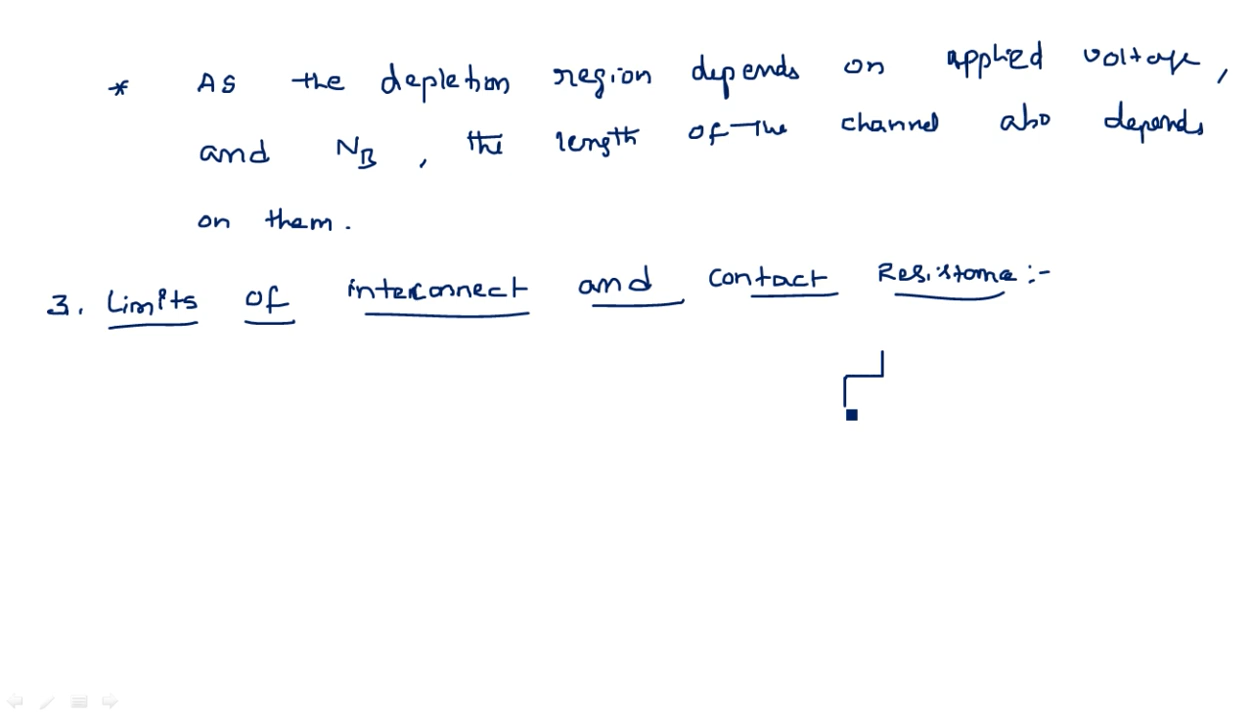 * As the depletion region depends on applied voltage,
and N_B, the length of the channel also depends
on them.
3. Limits of interconnect and contact Resistance :-